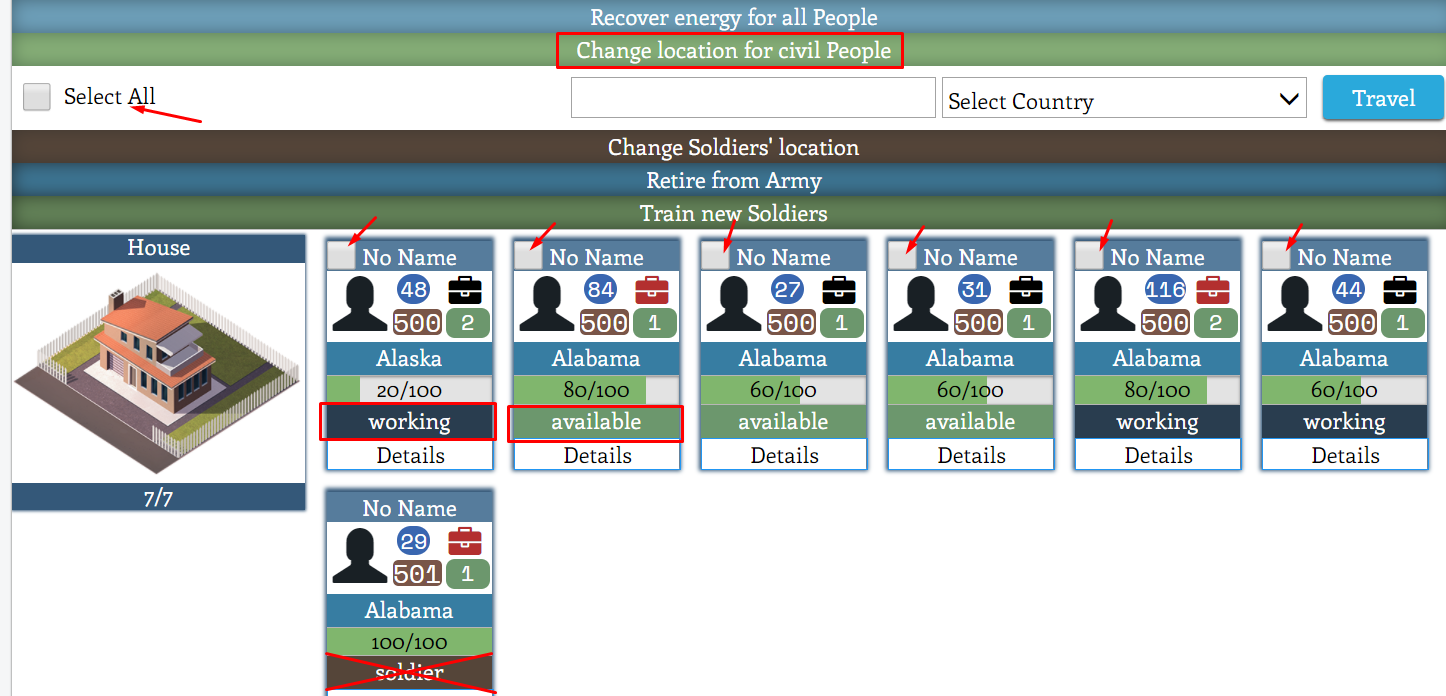 Recover energy for all People
Change location for civil People
Select All
Select Country
Travel
Change Soldiers' location
Retire from Army
Train new Soldiers
House
7/7
No Name
48
500 2
Alaska
20/100
working
Details
No Name
84
500 1
Alabama
80/100
available
Details
No Name
27
500 1
Alabama
60/100
available
Details
No Name
31
500 1
Alabama
60/100
available
Details
No Name
116
500 2
Alabama
80/100
working
Details
No Name
44
500 1
Alabama
60/100
working
Details
No Name
29
501 1
Alabama
100/100
soldier